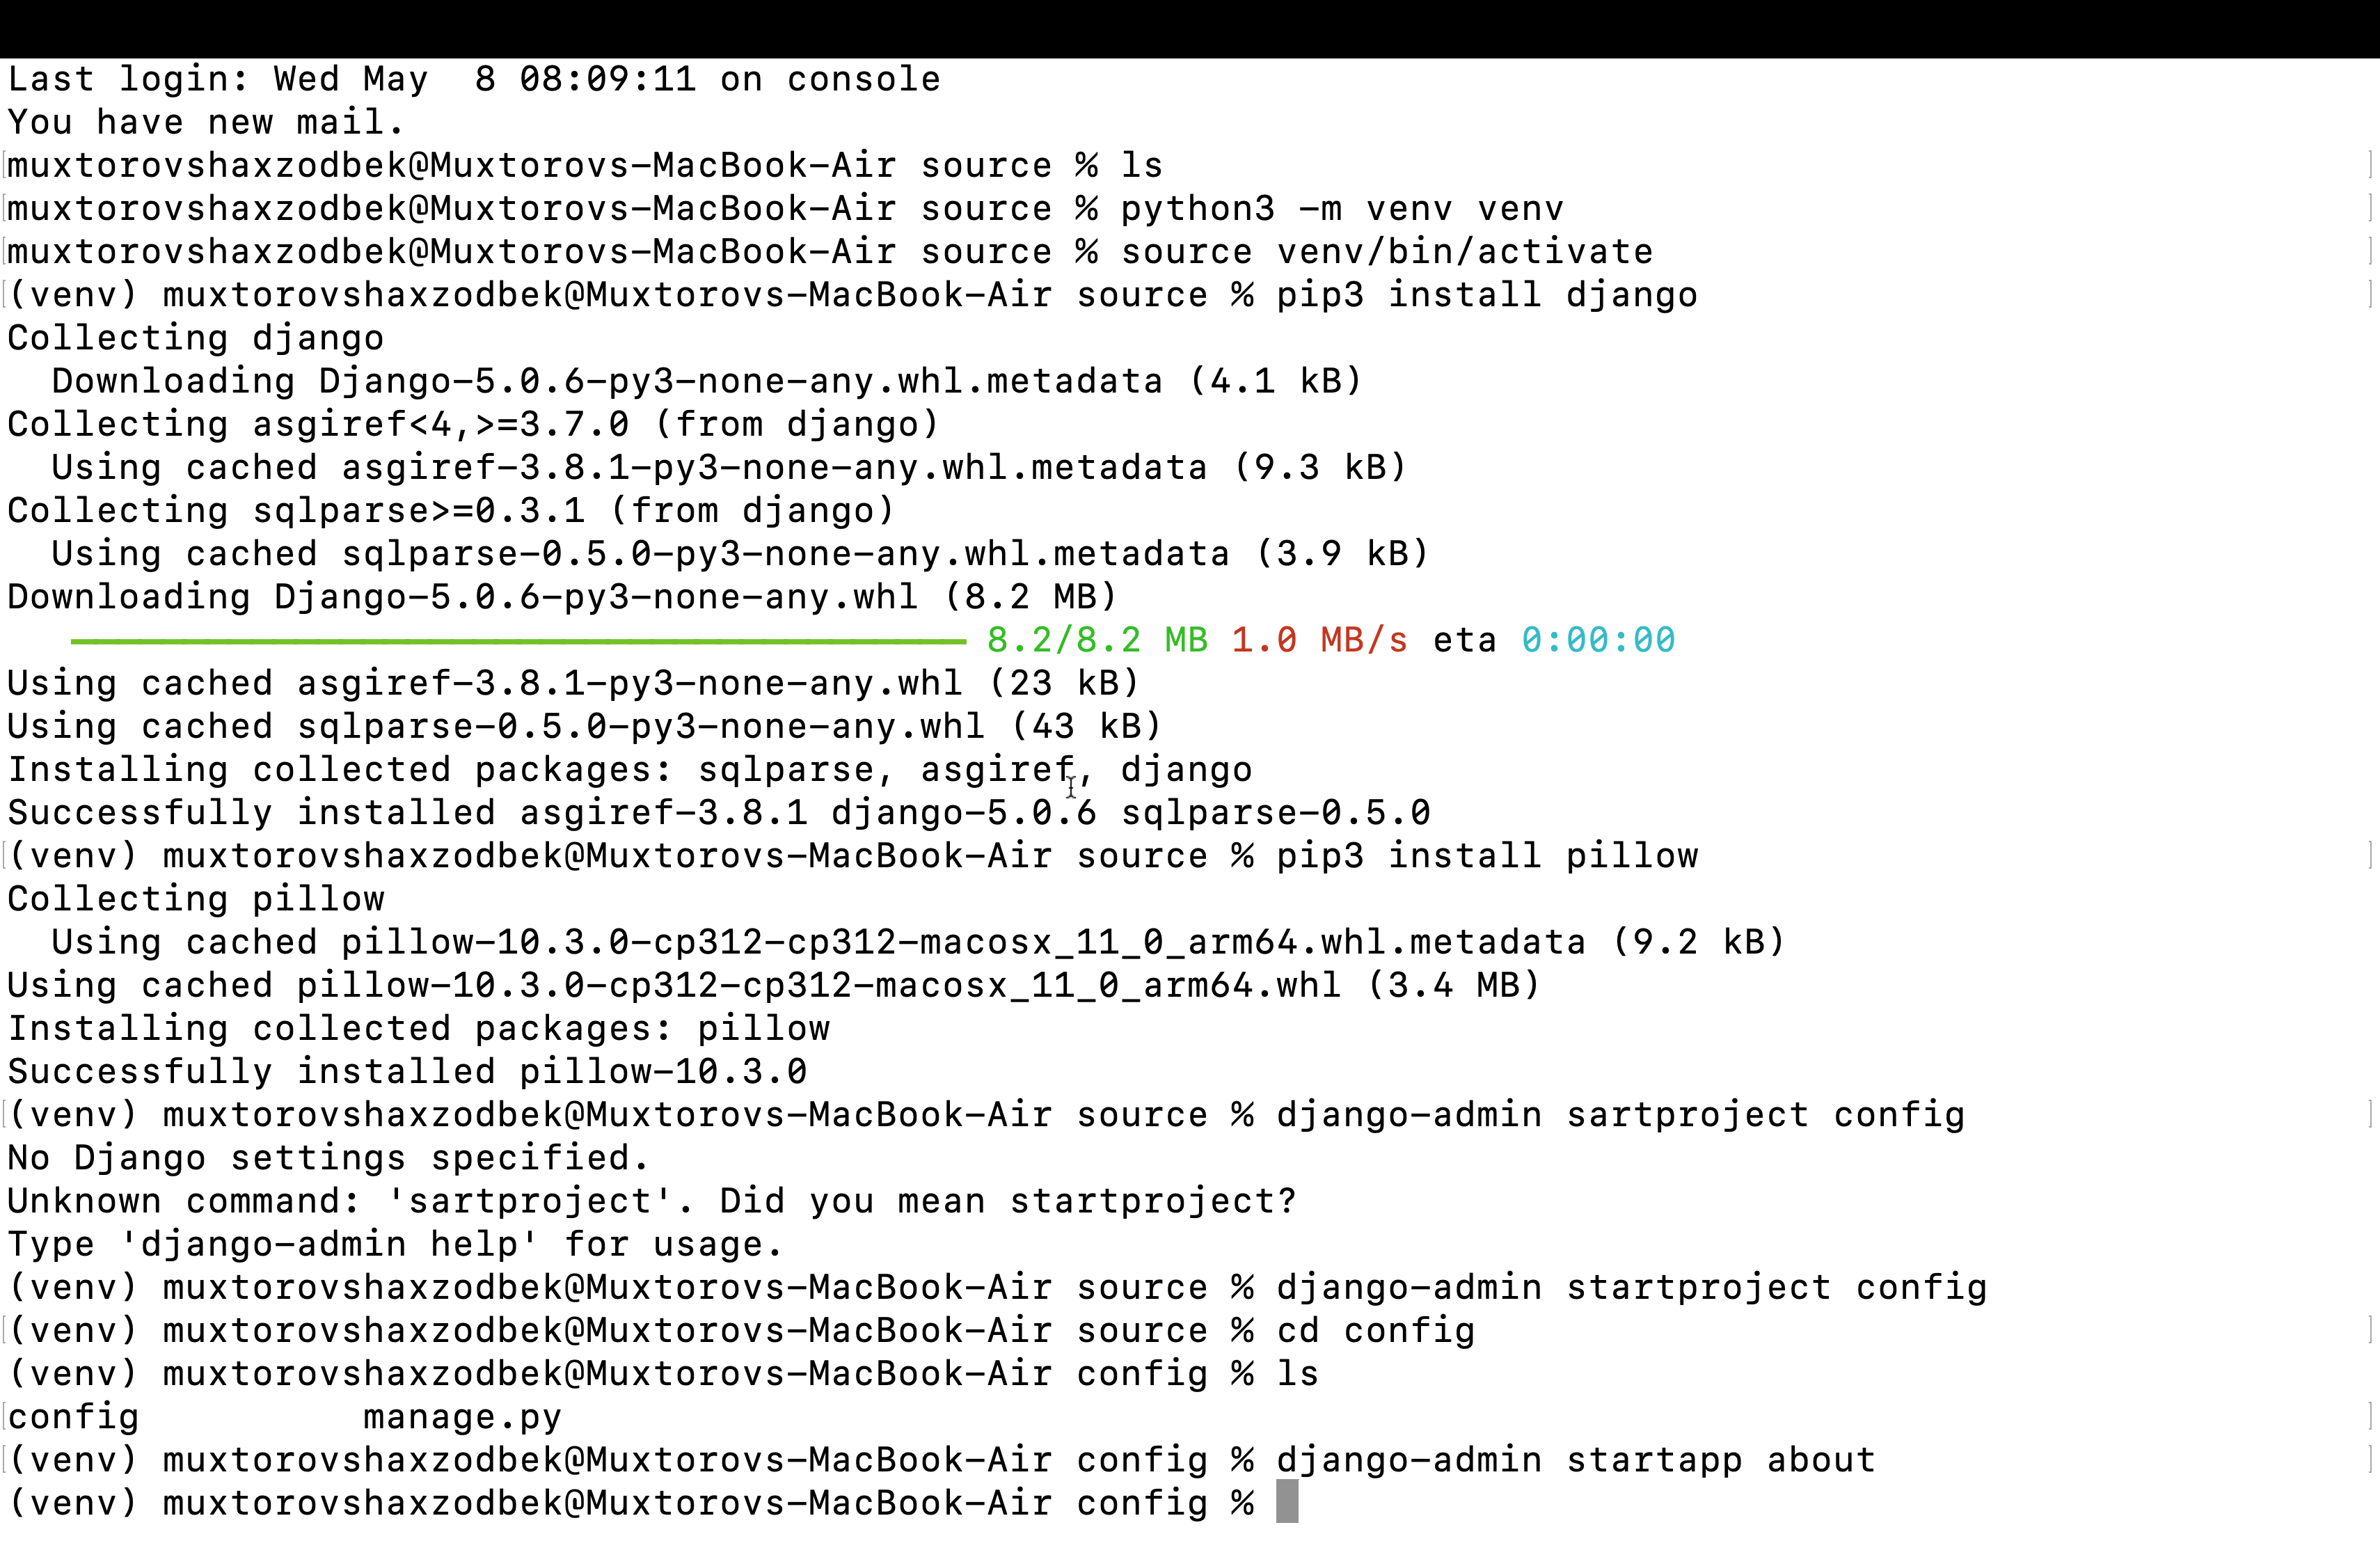 Last login: Wed May  8 08:09:11 on console
You have new mail.
[muxtorovshaxzodbek@Muxtorovs-MacBook-Air source % ls ]
[muxtorovshaxzodbek@Muxtorovs-MacBook-Air source % python3 -m venv venv ]
[muxtorovshaxzodbek@Muxtorovs-MacBook-Air source % source venv/bin/activate ]
[(venv) muxtorovshaxzodbek@Muxtorovs-MacBook-Air source % pip3 install django ]
Collecting django
  Downloading Django-5.0.6-py3-none-any.whl.metadata (4.1 kB)
Collecting asgiref<4,>=3.7.0 (from django)
  Using cached asgiref-3.8.1-py3-none-any.whl.metadata (9.3 kB)
Collecting sqlparse>=0.3.1 (from django)
  Using cached sqlparse-0.5.0-py3-none-any.whl.metadata (3.9 kB)
Downloading Django-5.0.6-py3-none-any.whl (8.2 MB)
8.2/8.2 MB 1.0 MB/s eta 0:00:00
Using cached asgiref-3.8.1-py3-none-any.whl (23 kB)
Using cached sqlparse-0.5.0-py3-none-any.whl (43 kB)
Installing collected packages: sqlparse, asgiref, django
Successfully installed asgiref-3.8.1 django-5.0.6 sqlparse-0.5.0
[(venv) muxtorovshaxzodbek@Muxtorovs-MacBook-Air source % pip3 install pillow ]
Collecting pillow
  Using cached pillow-10.3.0-cp312-cp312-macosx_11_0_arm64.whl.metadata (9.2 kB)
Using cached pillow-10.3.0-cp312-cp312-macosx_11_0_arm64.whl (3.4 MB)
Installing collected packages: pillow
Successfully installed pillow-10.3.0
[(venv) muxtorovshaxzodbek@Muxtorovs-MacBook-Air source % django-admin sartproject config ]
No Django settings specified.
Unknown command: 'sartproject'. Did you mean startproject?
Type 'django-admin help' for usage.
(venv) muxtorovshaxzodbek@Muxtorovs-MacBook-Air source % django-admin startproject config
[(venv) muxtorovshaxzodbek@Muxtorovs-MacBook-Air source % cd config ]
(venv) muxtorovshaxzodbek@Muxtorovs-MacBook-Air config % ls
[config          manage.py ]
[(venv) muxtorovshaxzodbek@Muxtorovs-MacBook-Air config % django-admin startapp about ]
(venv) muxtorovshaxzodbek@Muxtorovs-MacBook-Air config %